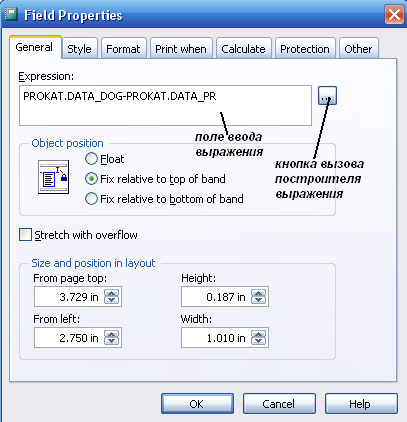 Field Properties
General Style Format Print when Calculate Protection Other
Expression:
PROKAT.DATA_DOG-PROKAT.DATA_PR
...
поле ввода
выражения
кнопка вызова
построителя
выражения
Object position
Float
Fix relative to top of band
Fix relative to bottom of band
Stretch with overflow
Size and position in layout
From page top: Height:
3.729 in 0.187 in
From left: Width:
2.750 in 1.010 in
OK Cancel Help